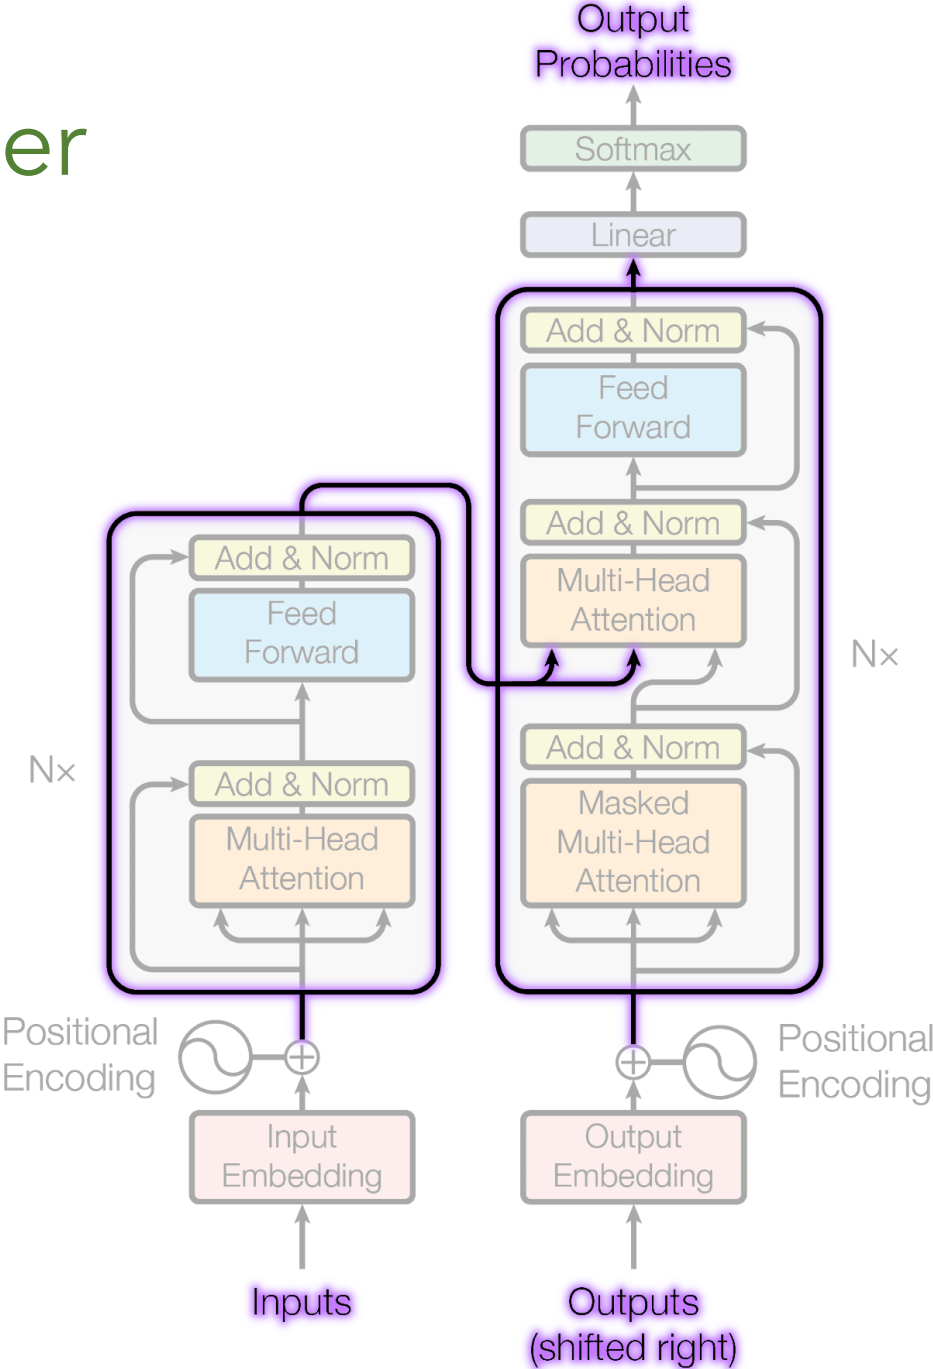 Output
Probabilities
er
Softmax
Linear
Add & Norm
Feed
Forward
Add & Norm
Multi-Head
Attention
Nx
Add & Norm
Masked
Multi-Head
Attention
Add & Norm
Feed
Forward
Nx
Add & Norm
Multi-Head
Attention
Positional
Encoding
Positional
Encoding
Input
Embedding
Output
Embedding
Inputs
Outputs
(shifted right)